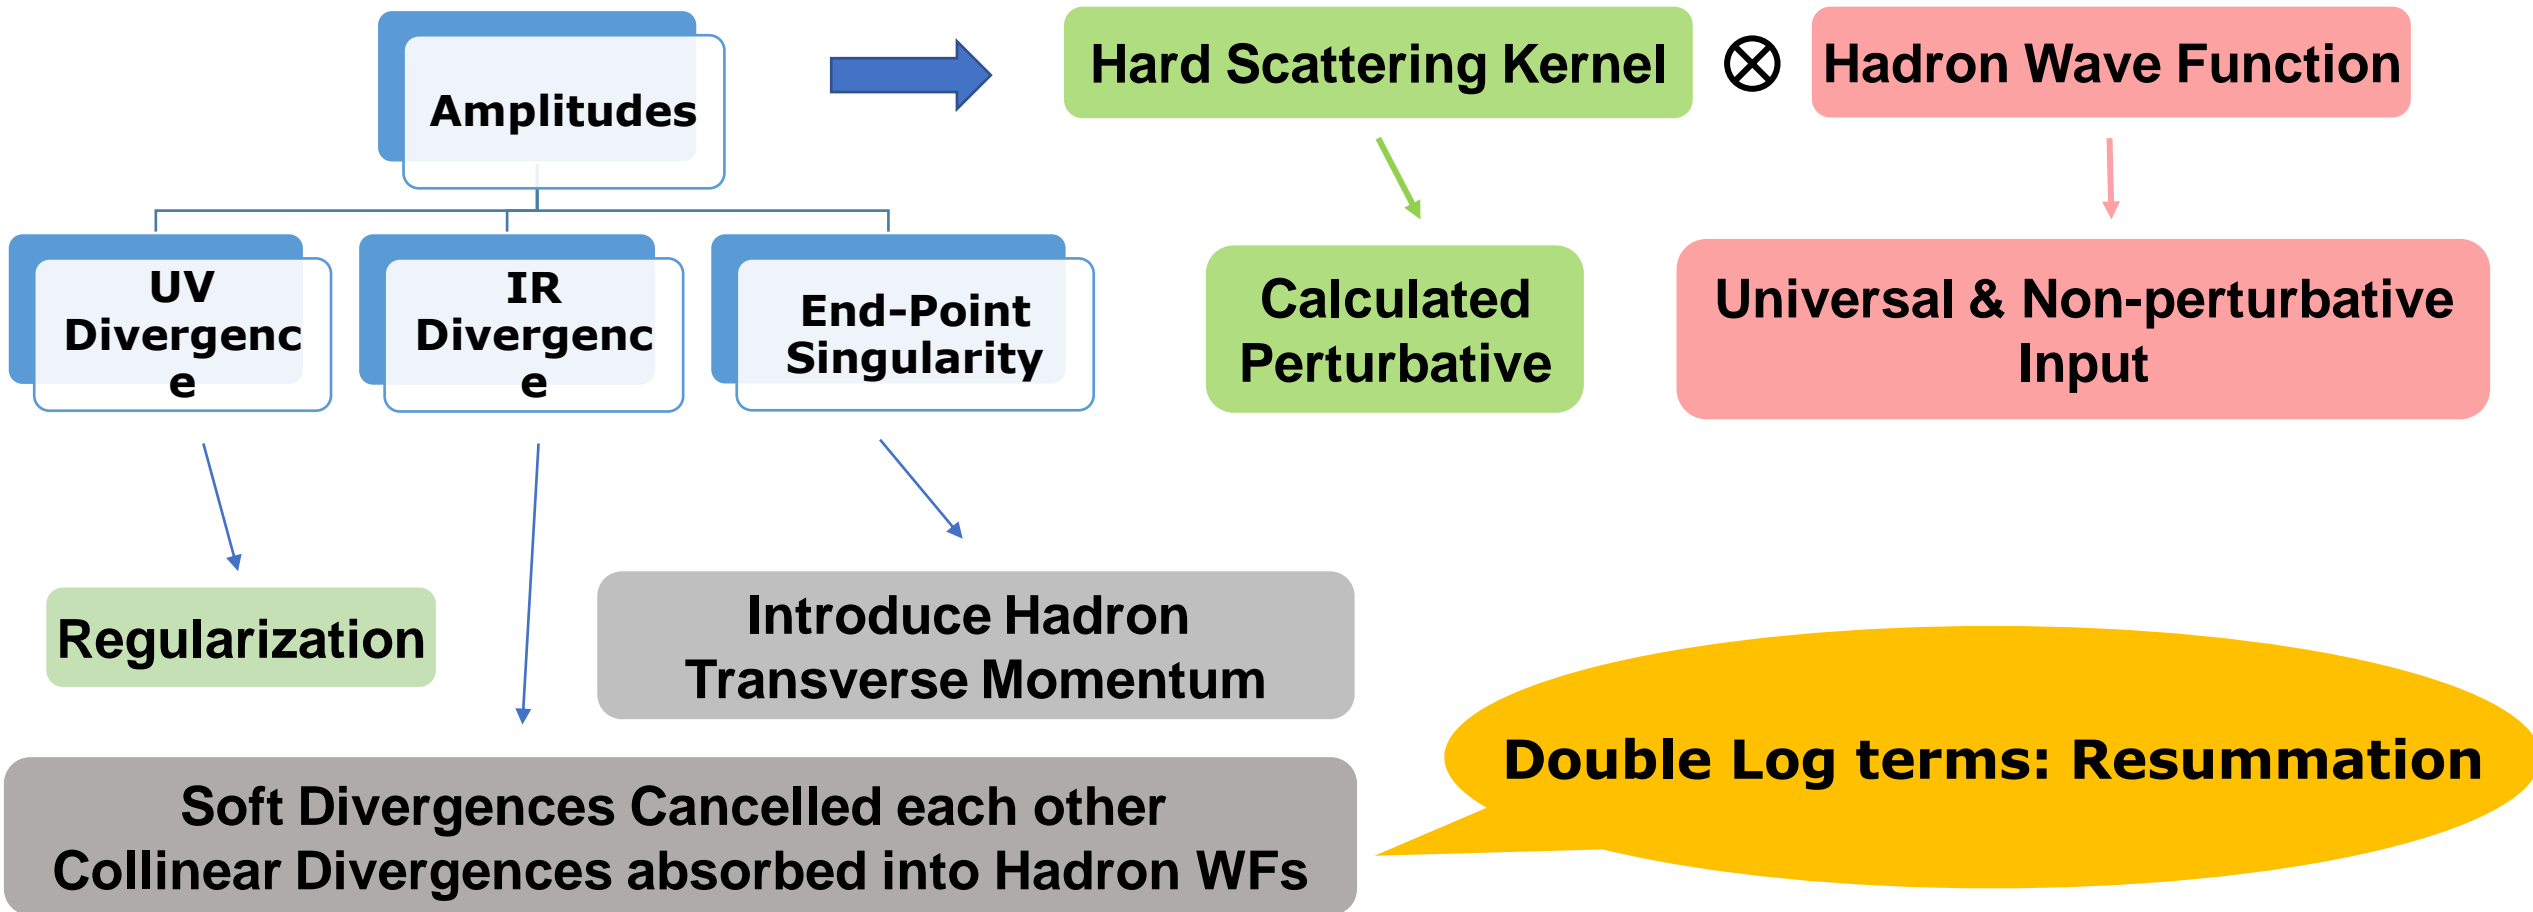 Amplitudes
Hard Scattering Kernel ⊗ Hadron Wave Function
UV
Divergenc
e
IR
Divergenc
e
End-Point
Singularity
Calculated
Perturbative
Universal & Non-perturbative
Input
Regularization
Introduce Hadron
Transverse Momentum
Soft Divergences Cancelled each other
Collinear Divergences absorbed into Hadron WFs
Double Log terms: Resummation